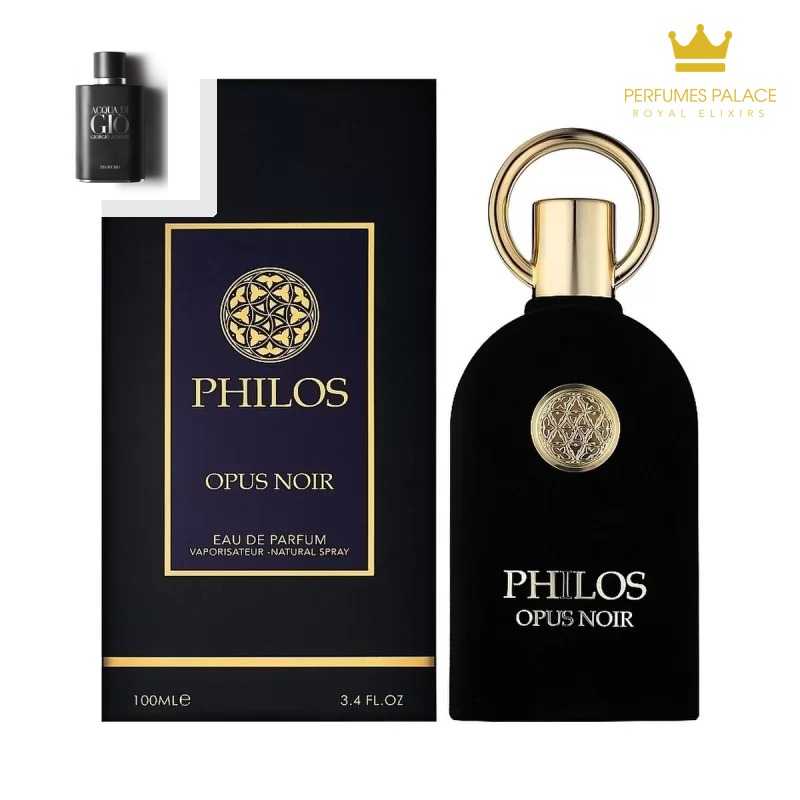 PERFUMES PALACE
ROYAL ELIXIRS
ACQUA DI
GIÒ
GIORGIO ARMANI
PROFUMO
PHILOS
OPUS NOIR
EAU DE PARFUM
VAPORISATEUR -NATURAL SPRAY
100ML℮
3.4 FL.OZ
PHILOS
OPUS NOIR